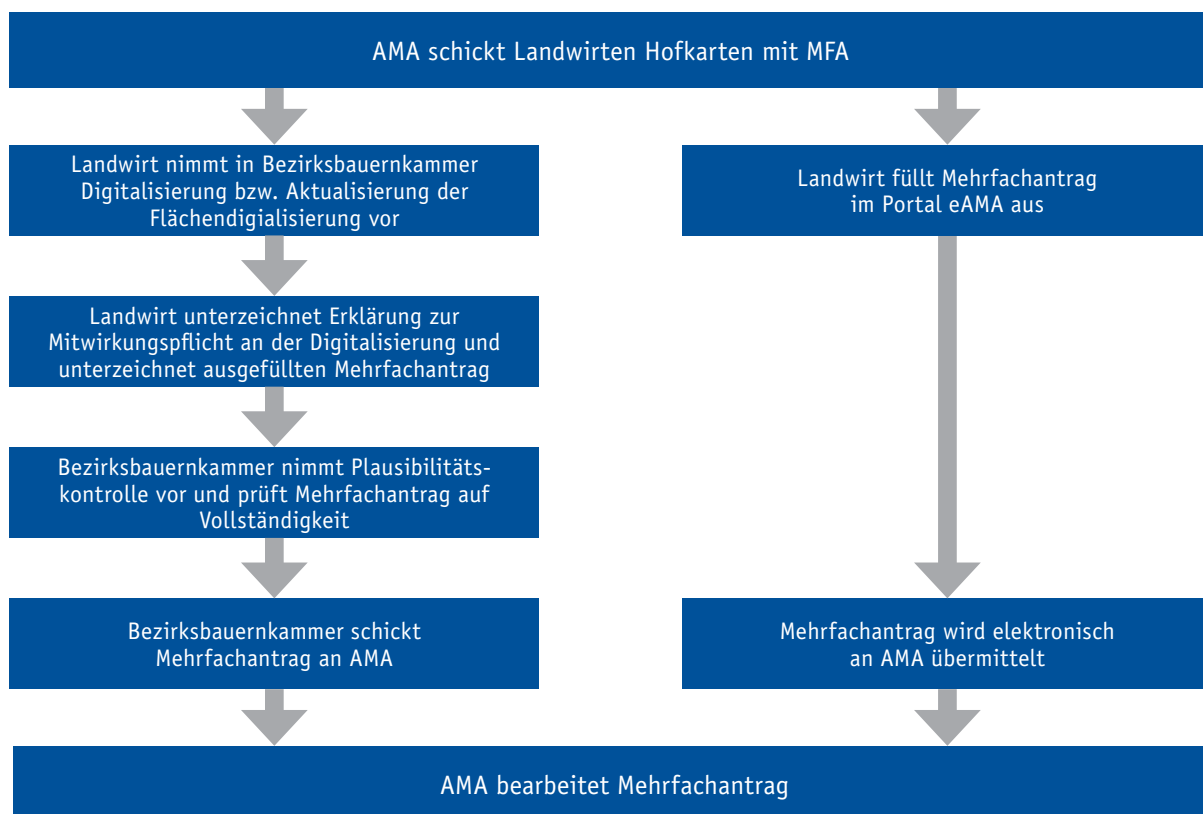 AMA schickt Landwirten Hofkarten mit MFA
Landwirt nimmt in Bezirksbauernkammer
Digitalisierung bzw. Aktualisierung der
Flächendigialisierung vor
Landwirt unterzeichnet Erklärung zur
Mitwirkungspflicht an der Digitalisierung und
unterzeichnet ausgefüllten Mehrfachantrag
Bezirksbauernkammer nimmt Plausibilitäts-
kontrolle vor und prüft Mehrfachantrag auf
Vollständigkeit
Bezirksbauernkammer schickt
Mehrfachantrag an AMA
Landwirt füllt Mehrfachantrag
im Portal eAMA aus
Mehrfachantrag wird elektronisch
an AMA übermittelt
AMA bearbeitet Mehrfachantrag